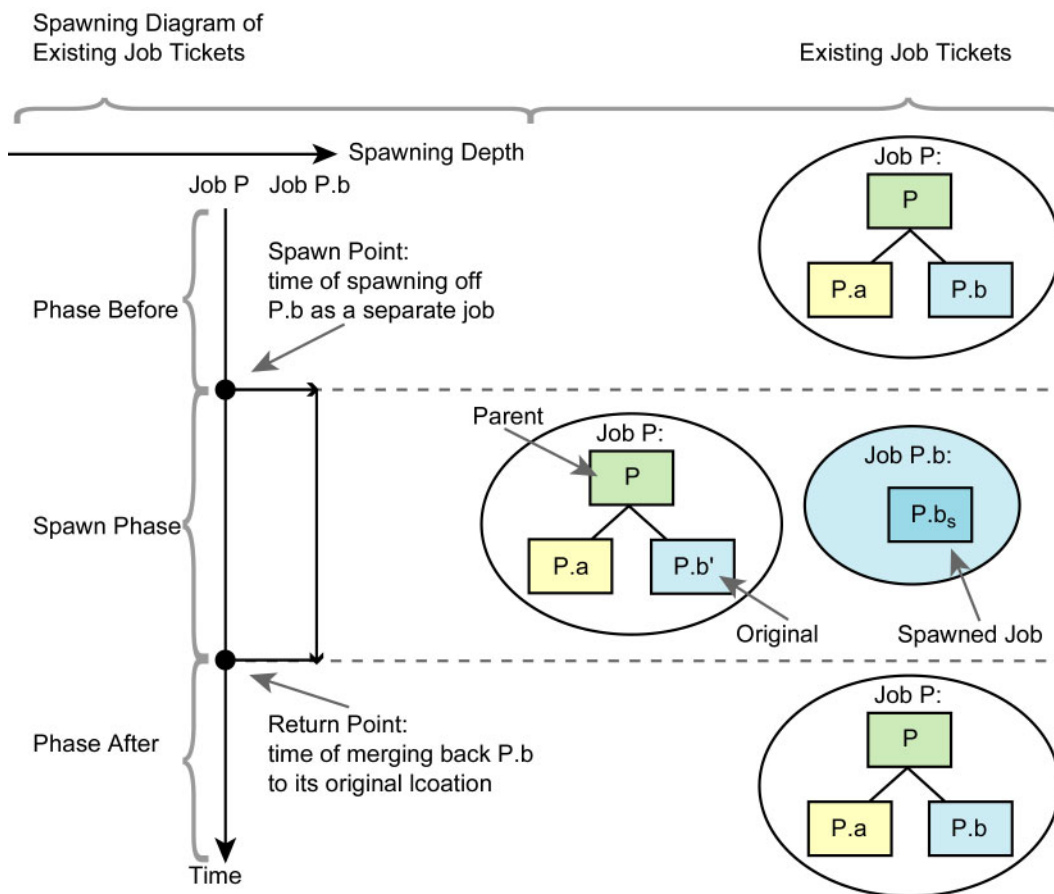 Spawning Diagram of
Existing Job Tickets
Existing Job Tickets
Spawning Depth
Job P
Job P.b
Job P:
P
P.a
P.b
Phase Before
Spawn Point:
time of spawning off
P.b as a separate job
Parent
Job P:
P
P.a
P.b'
Original
Job P.b:
P.bs
Spawned Job
Spawn Phase
Return Point:
time of merging back P.b
to its original lcoation
Phase After
Job P:
P
P.a
P.b
Time